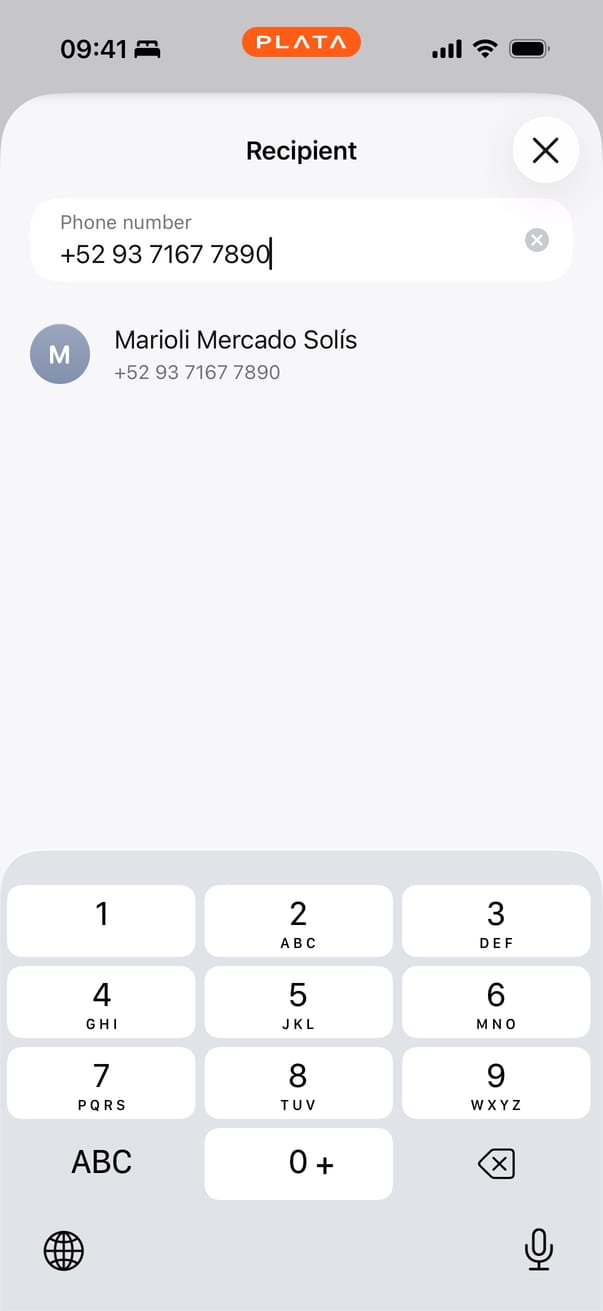 09:41
PLATA
Recipient
Phone number
+52 93 7167 7890
M
Marioli Mercado Solís
+52 93 7167 7890
1
2
ABC
3
DEF
4
GHI
5
JKL
6
MNO
7
PQRS
8
TUV
9
WXYZ
ABC
0 +